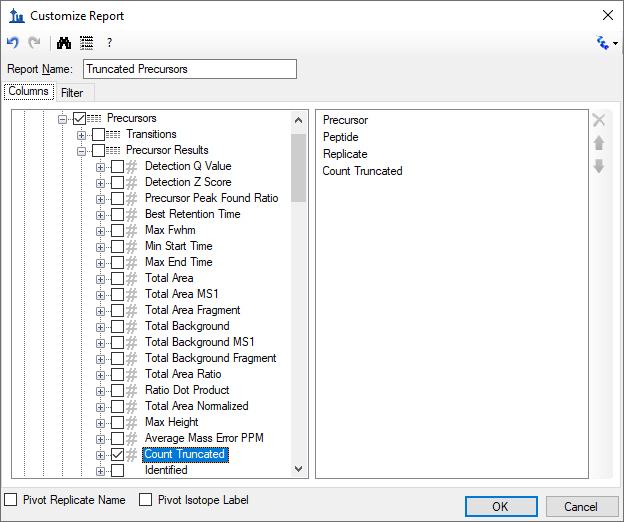 Customize Report
?
Report Name: Truncated Precursors
Columns Filter
Precursors
Transitions
Precursor Results
Detection Q Value
Detection Z Score
Precursor Peak Found Ratio
Best Retention Time
Max Fwhm
Min Start Time
Max End Time
Total Area
Total Area MS1
Total Area Fragment
Total Background
Total Background MS1
Total Background Fragment
Total Area Ratio
Ratio Dot Product
Total Area Normalized
Max Height
Average Mass Error PPM
Count Truncated
Identified
Precursor
Peptide
Replicate
Count Truncated
Pivot Replicate Name Pivot Isotope Label
OK Cancel